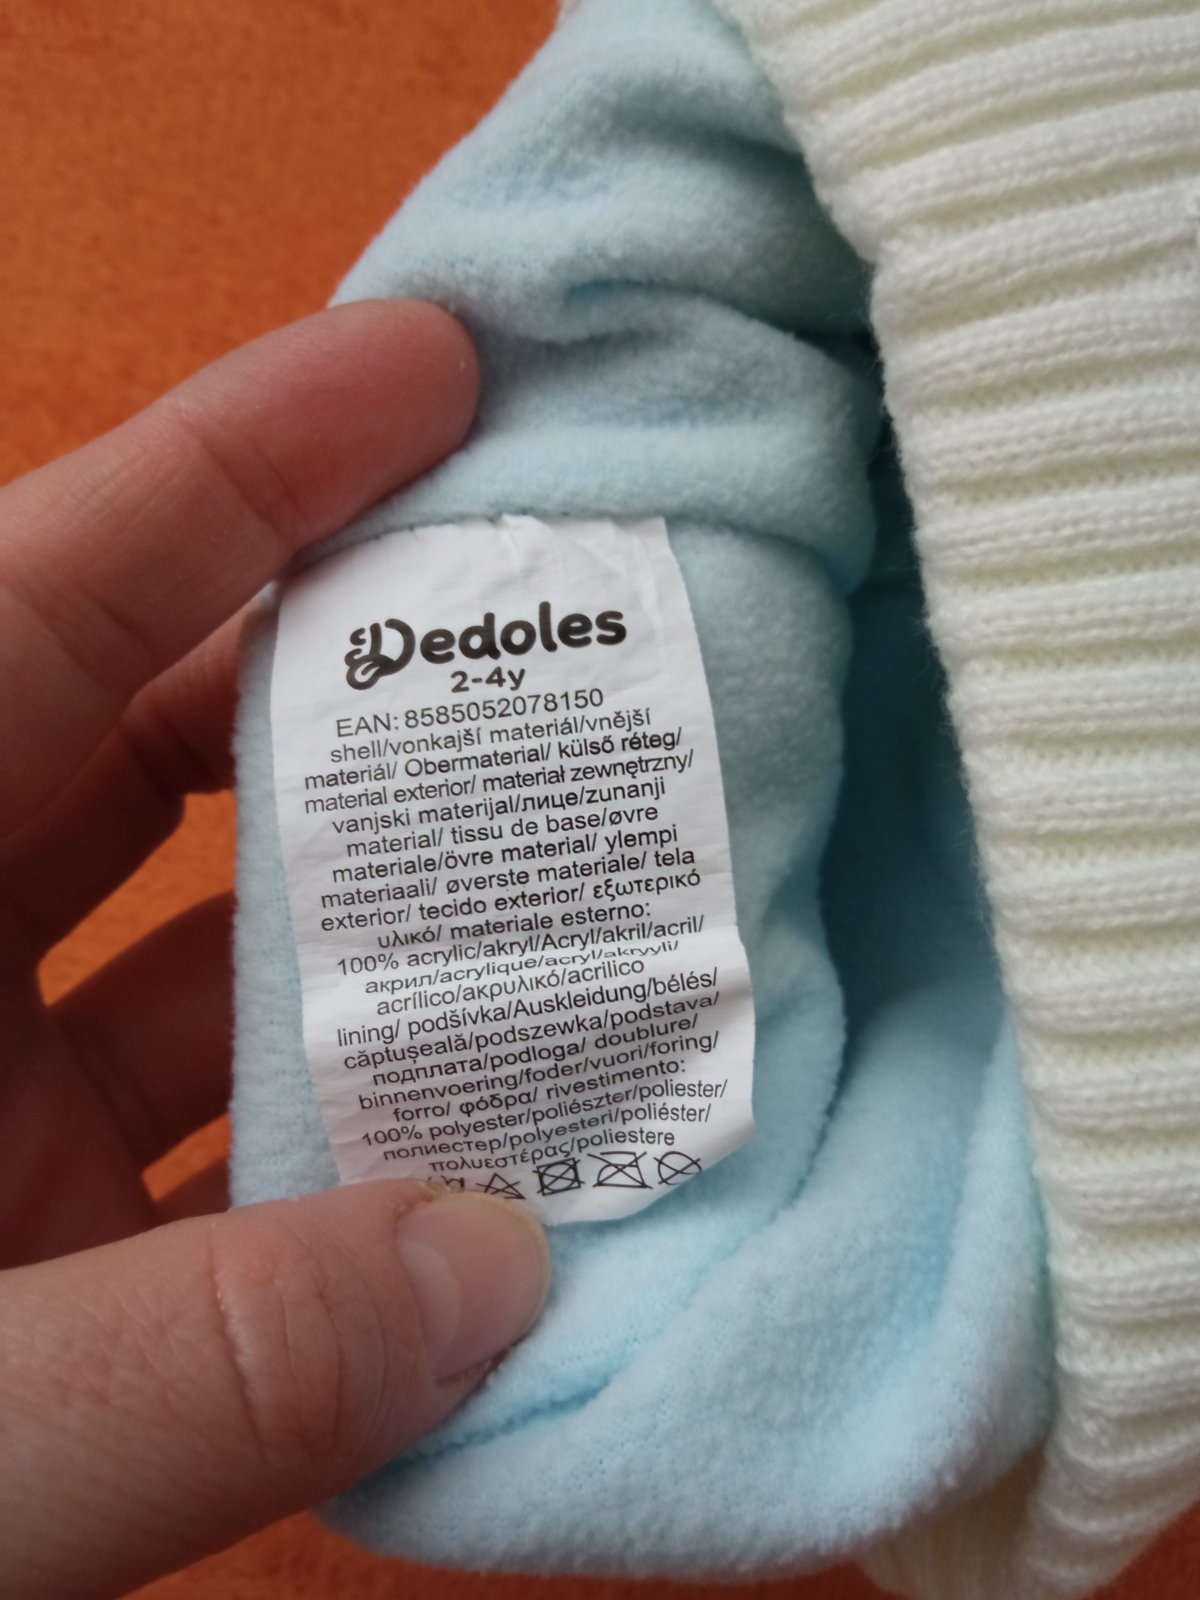 Dedoles
2-4y
EAN: 8585052078150
shell/vonkajší materiál/vnější
materiál/ Obermaterial/ külső réteg/
material exterior/ materiał zewnętrzny/
vanjski materijal/лице/zunanji
material/ tissu de base/øvre
materiale/övre material/ ylempi
materiaali/ øverste materiale/ tela
exterior/ tecido exterior/ εξωτερικό
υλικό/ materiale esterno:
100% acrylic/akryl/Acryl/akril/acril/
акрил/acrylique/acryl/akryyli/
acrílico/ακρυλικό/acrilico
lining/ podšívka/Auskleidung/bélés/
căptușeală/podszewka/podstava/
подплата/podloga/ doublure/
binnenvoering/foder/vuori/foring/
forro/ φόδρα/ rivestimento:
100% polyester/poliészter/poliester/
полиестер/polyesteri/poliéster/
πολυεστέρας/poliestere